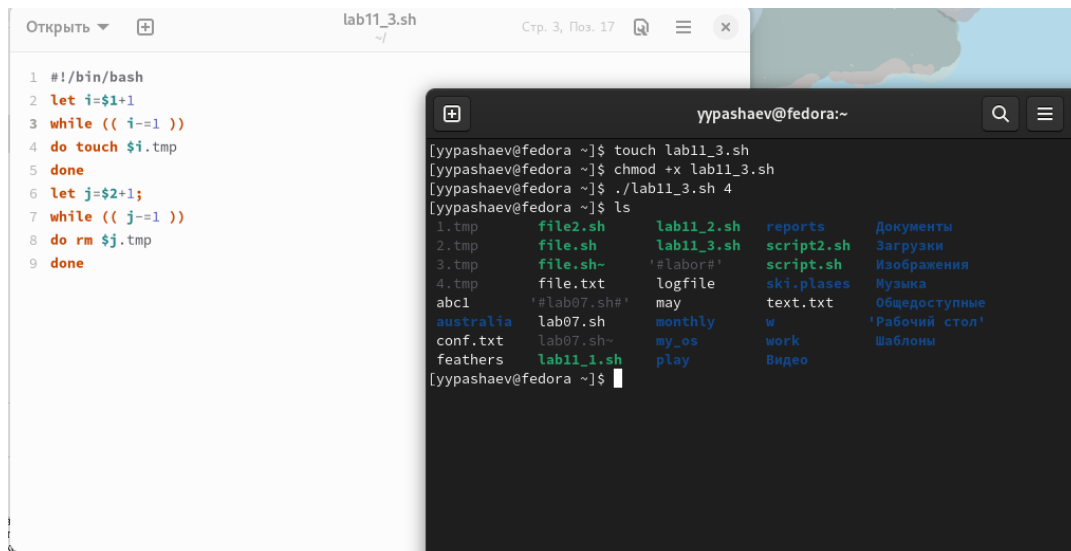 Открыть
lab11_3.sh
~/
Стр. 3, Поз. 17
1 #!/bin/bash
2 let i=$1+1
3 while (( i-=1 ))
4 do touch $i.tmp
5 done
6 let j=$2+1;
7 while (( j-=1 ))
8 do rm $j.tmp
9 done
yypashaev@fedora:~
[yypashaev@fedora ~]$ touch lab11_3.sh
[yypashaev@fedora ~]$ chmod +x lab11_3.sh
[yypashaev@fedora ~]$ ./lab11_3.sh 4
[yypashaev@fedora ~]$ ls
1.tmp file2.sh lab11_2.sh reports Документы
2.tmp file.sh lab11_3.sh script2.sh Загрузки
3.tmp file.sh~ '#labor#' script.sh Изображения
4.tmp file.txt logfile ski.plases Музыка
abc1 '#lab07.sh#' may text.txt Общедоступные
australia lab07.sh monthly w 'Рабочий стол'
conf.txt lab07.sh~ my_os work Шаблоны
feathers lab11_1.sh play Видео
[yypashaev@fedora ~]$